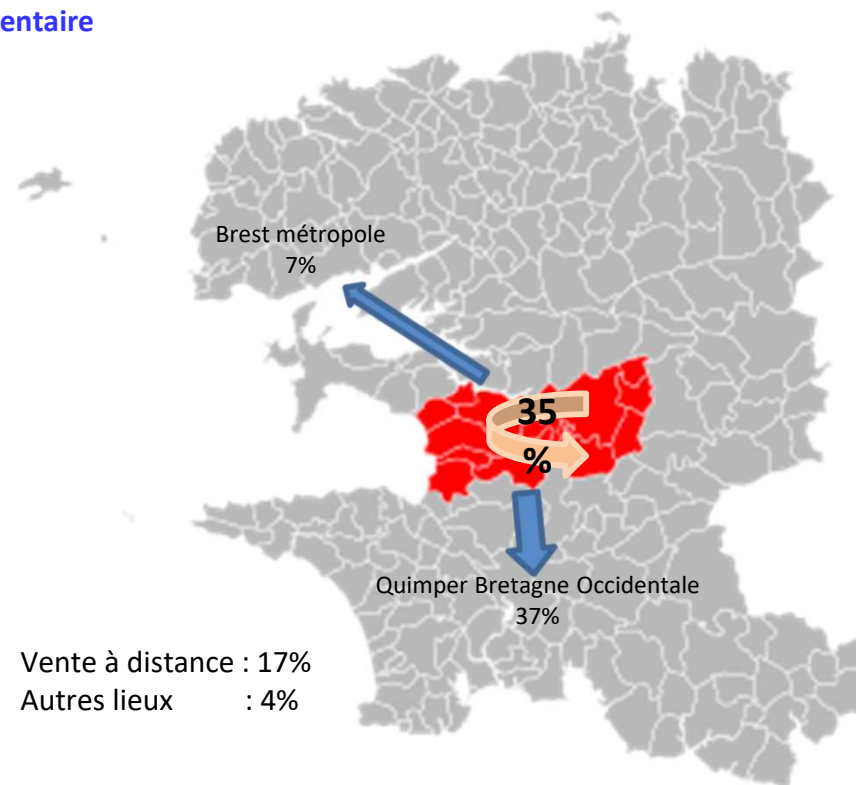 entaire
Brest métropole
7%
35
%
Quimper Bretagne Occidentale
37%
Vente à distance : 17%
Autres lieux : 4%